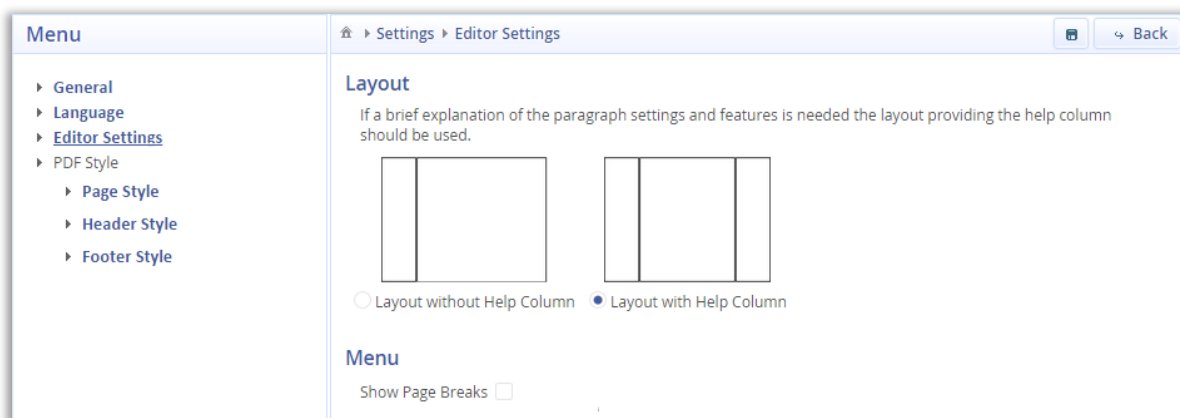 Menu
General
Language
Editor Settings
PDF Style
Page Style
Header Style
Footer Style
Settings Editor Settings
Back
Layout
If a brief explanation of the paragraph settings and features is needed the layout providing the help column
should be used.
Layout without Help Column Layout with Help Column
Menu
Show Page Breaks